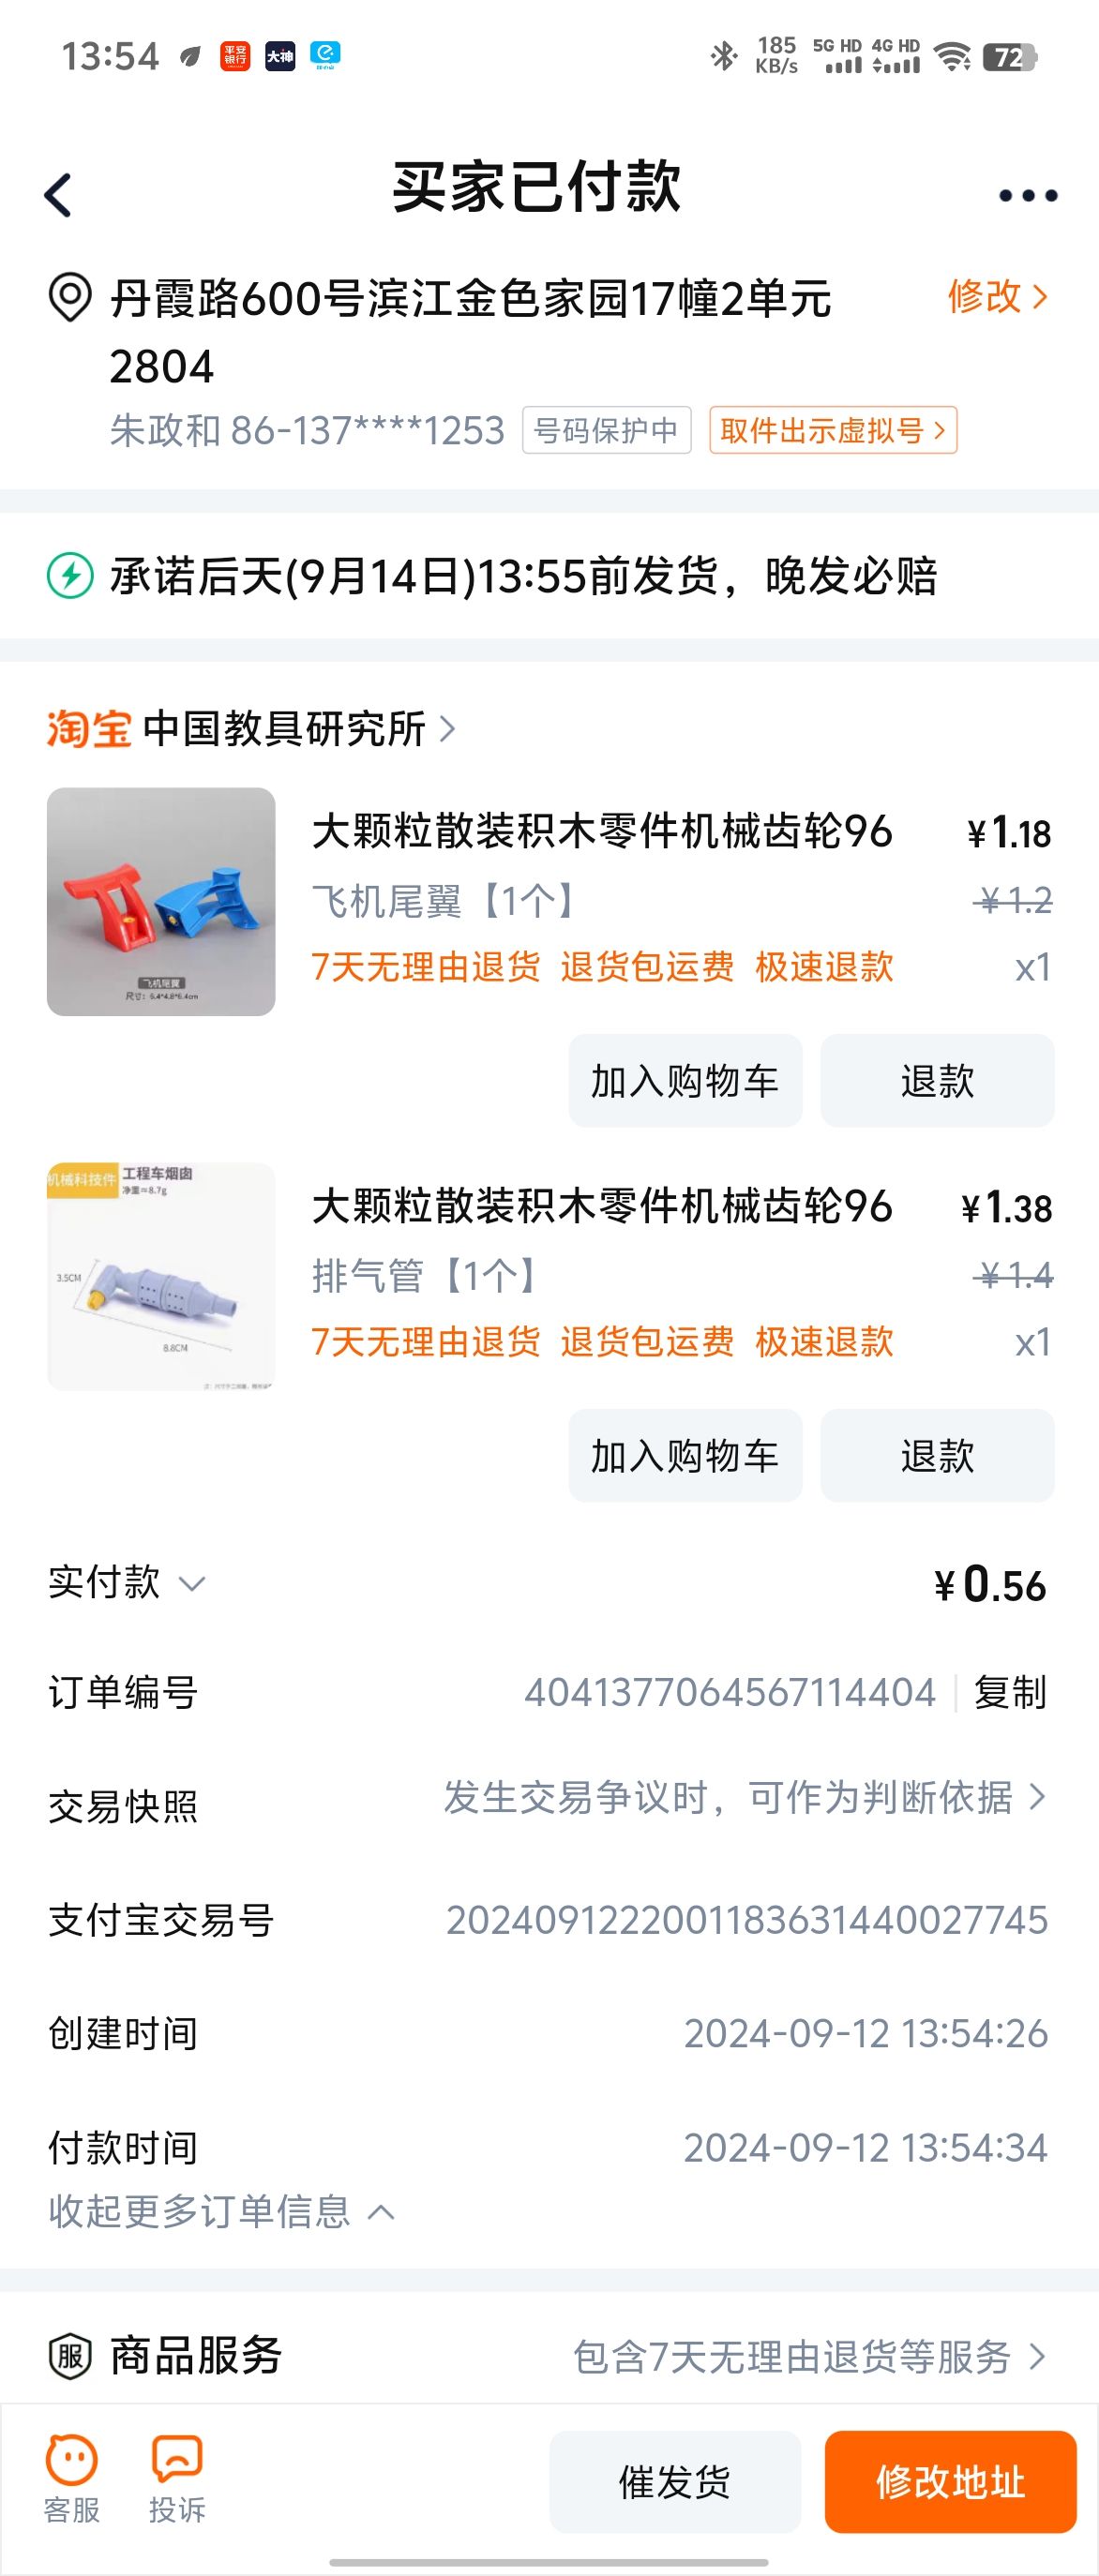 13:54
平安银行
大神
185 KB/s
5G HD 4G HD
72
买家已付款
丹霞路600号滨江金色家园17幢2单元
修改
2804
朱政和 86-137****1253 号码保护中 取件出示虚拟号
承诺后天(9月14日)13:55前发货，晚发必赔
淘宝 中国教具研究所
大颗粒散装积木零件机械齿轮96 ¥1.18
飞机尾翼【1个】 ¥1.2
7天无理由退货 退货包运费 极速退款 x1
飞机尾翼
尺寸：6.4*4.8*6.4cm
加入购物车 退款
机械科技件 工程车烟囱
净重≈8.7g
3.5CM
8.8CM
大颗粒散装积木零件机械齿轮96 ¥1.38
排气管【1个】 ¥1.4
7天无理由退货 退货包运费 极速退款 x1
加入购物车 退款
实付款 ¥0.56
订单编号 4041377064567114404 复制
交易快照 发生交易争议时，可作为判断依据
支付宝交易号 2024091222001183631440027745
创建时间 2024-09-12 13:54:26
付款时间 2024-09-12 13:54:34
收起更多订单信息
服 商品服务 包含7天无理由退货等服务
客服 投诉 催发货 修改地址